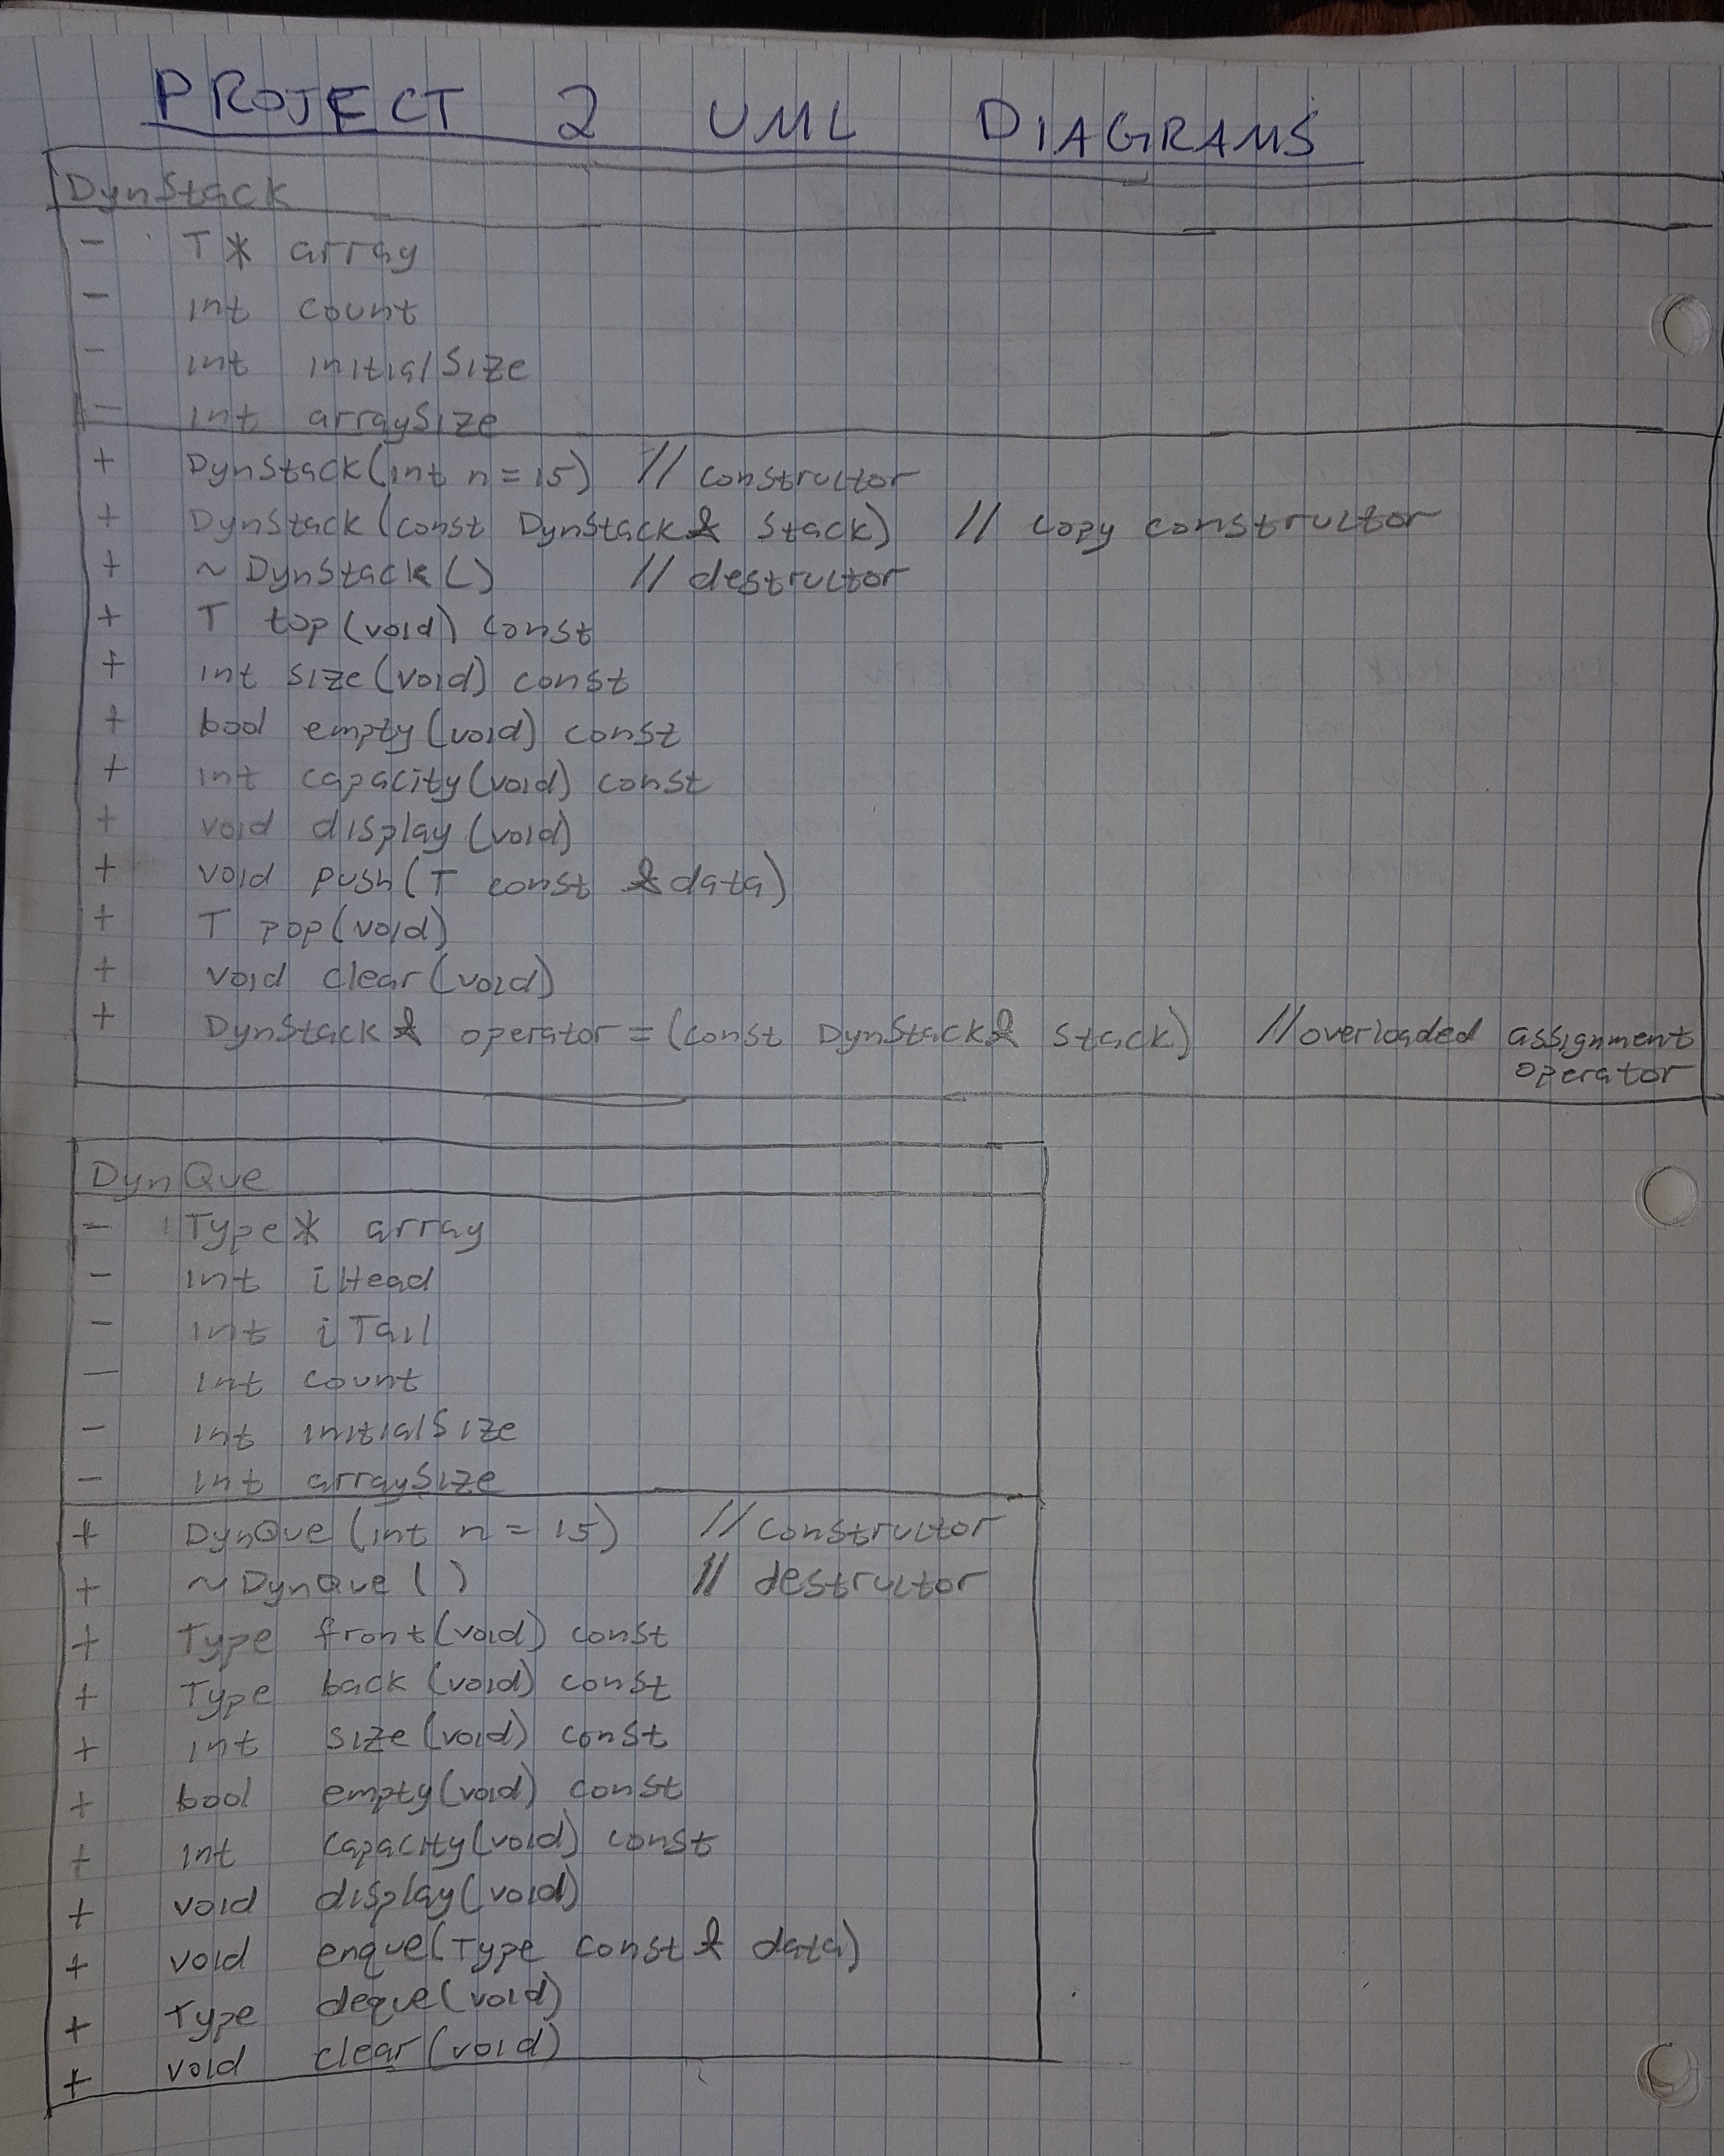 PROJECT 2 UML DIAGRAMS
DynStack
- T* array
- int count
- int initialSize
- int arraySize
+ DynStack(int n = 15) // constructor
+ DynStack(const DynStack& stack) // copy constructor
+ ~DynStack() // destructor
+ T top(void) const
+ int size(void) const
+ bool empty(void) const
+ int capacity(void) const
+ void display(void)
+ void push(T const &data)
+ T pop(void)
+ void clear(void)
+ DynStack& operator=(const DynStack& stack) //overloaded assignment
operator
DynQue
- Type* array
- int iHead
- int iTail
- int count
- int initialSize
- int arraySize
+ DynQue(int n = 15) // constructor
+ ~DynQue() // destructor
+ Type front(void) const
+ Type back(void) const
+ int size(void) const
+ bool empty(void) const
+ int capacity(void) const
+ void display(void)
+ void enque(Type const& data)
+ Type deque(void)
+ void clear(void)